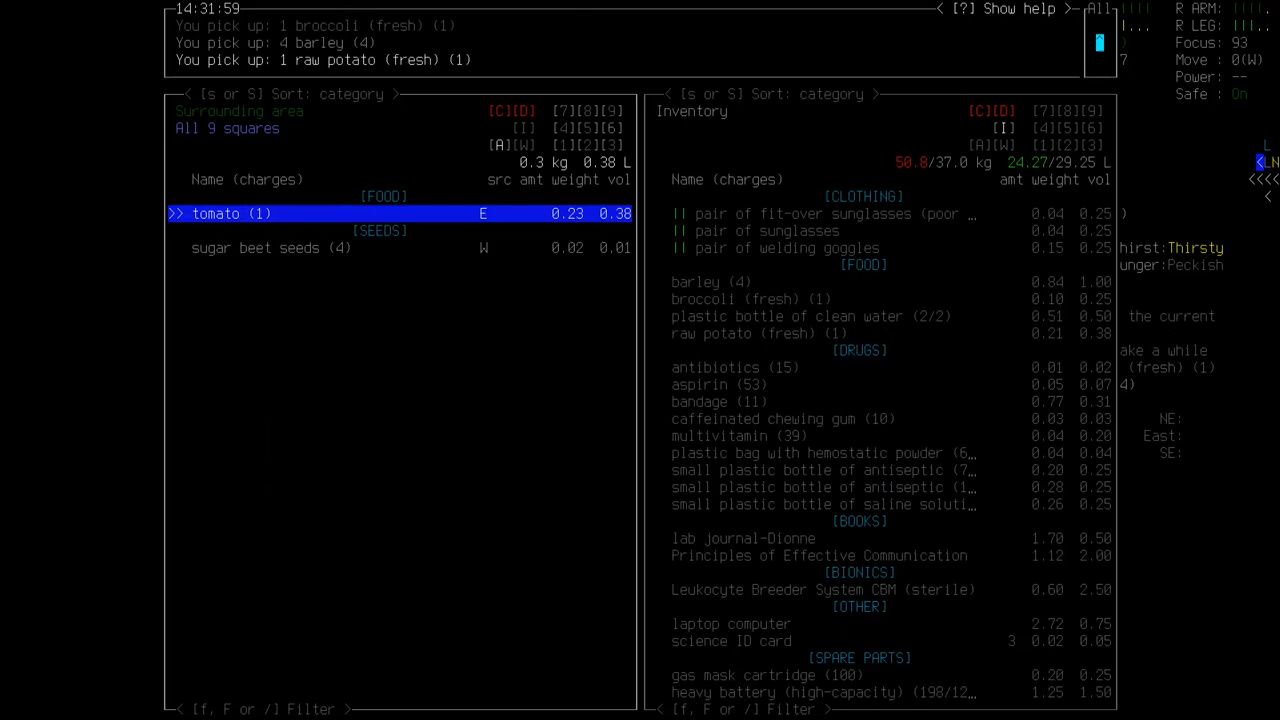 14:31:59 < [?] Show help > All R ARM:
You pick up: 1 broccoli (fresh) (1) R LEG:
You pick up: 4 barley (4) Focus: 93
You pick up: 1 raw potato (fresh) (1) 7 Move : 0(W)
Power: --
Safe : On
< [s or S] Sort: category > < [s or S] Sort: category >
Surrounding area [C][D] [7][8][9] Inventory [C][D] [7][8][9]
All 9 squares [I] [4][5][6] [I] [4][5][6]
[A][W] [1][2][3] [A][W] [1][2][3] L
0.3 kg 0.38 L 50.8/37.0 kg 24.27/29.25 L <LN
Name (charges) src amt weight vol Name (charges) amt weight vol <<<<
[FOOD] [CLOTHING] <
>> tomato (1) E 0.23 0.38 || pair of fit-over sunglasses (poor … 0.04 0.25 )
[SEEDS] || pair of sunglasses 0.04 0.25
sugar beet seeds (4) W 0.02 0.01 || pair of welding goggles 0.15 0.25 hirst:Thirsty
[FOOD] unger:Peckish
barley (4) 0.84 1.00
broccoli (fresh) (1) 0.10 0.25
plastic bottle of clean water (2/2) 0.51 0.50 the current
raw potato (fresh) (1) 0.21 0.38
[DRUGS] ake a while
antibiotics (15) 0.01 0.02 (fresh) (1)
aspirin (53) 0.05 0.07 4)
bandage (11) 0.77 0.31
caffeinated chewing gum (10) 0.03 0.03 NE:
multivitamin (39) 0.04 0.20 East:
plastic bag with hemostatic powder (6… 0.04 0.04 SE:
small plastic bottle of antiseptic (7… 0.20 0.25
small plastic bottle of antiseptic (1… 0.28 0.25
small plastic bottle of saline soluti… 0.26 0.25
[BOOKS]
lab journal-Dionne 1.70 0.50
Principles of Effective Communication 1.12 2.00
[BIONICS]
Leukocyte Breeder System CBM (sterile) 0.60 2.50
[OTHER]
laptop computer 2.72 0.75
science ID card 3 0.02 0.05
[SPARE PARTS]
gas mask cartridge (100) 0.20 0.25
heavy battery (high-capacity) (198/12… 1.25 1.50
< [f, F or /] Filter > < [f, F or /] Filter >